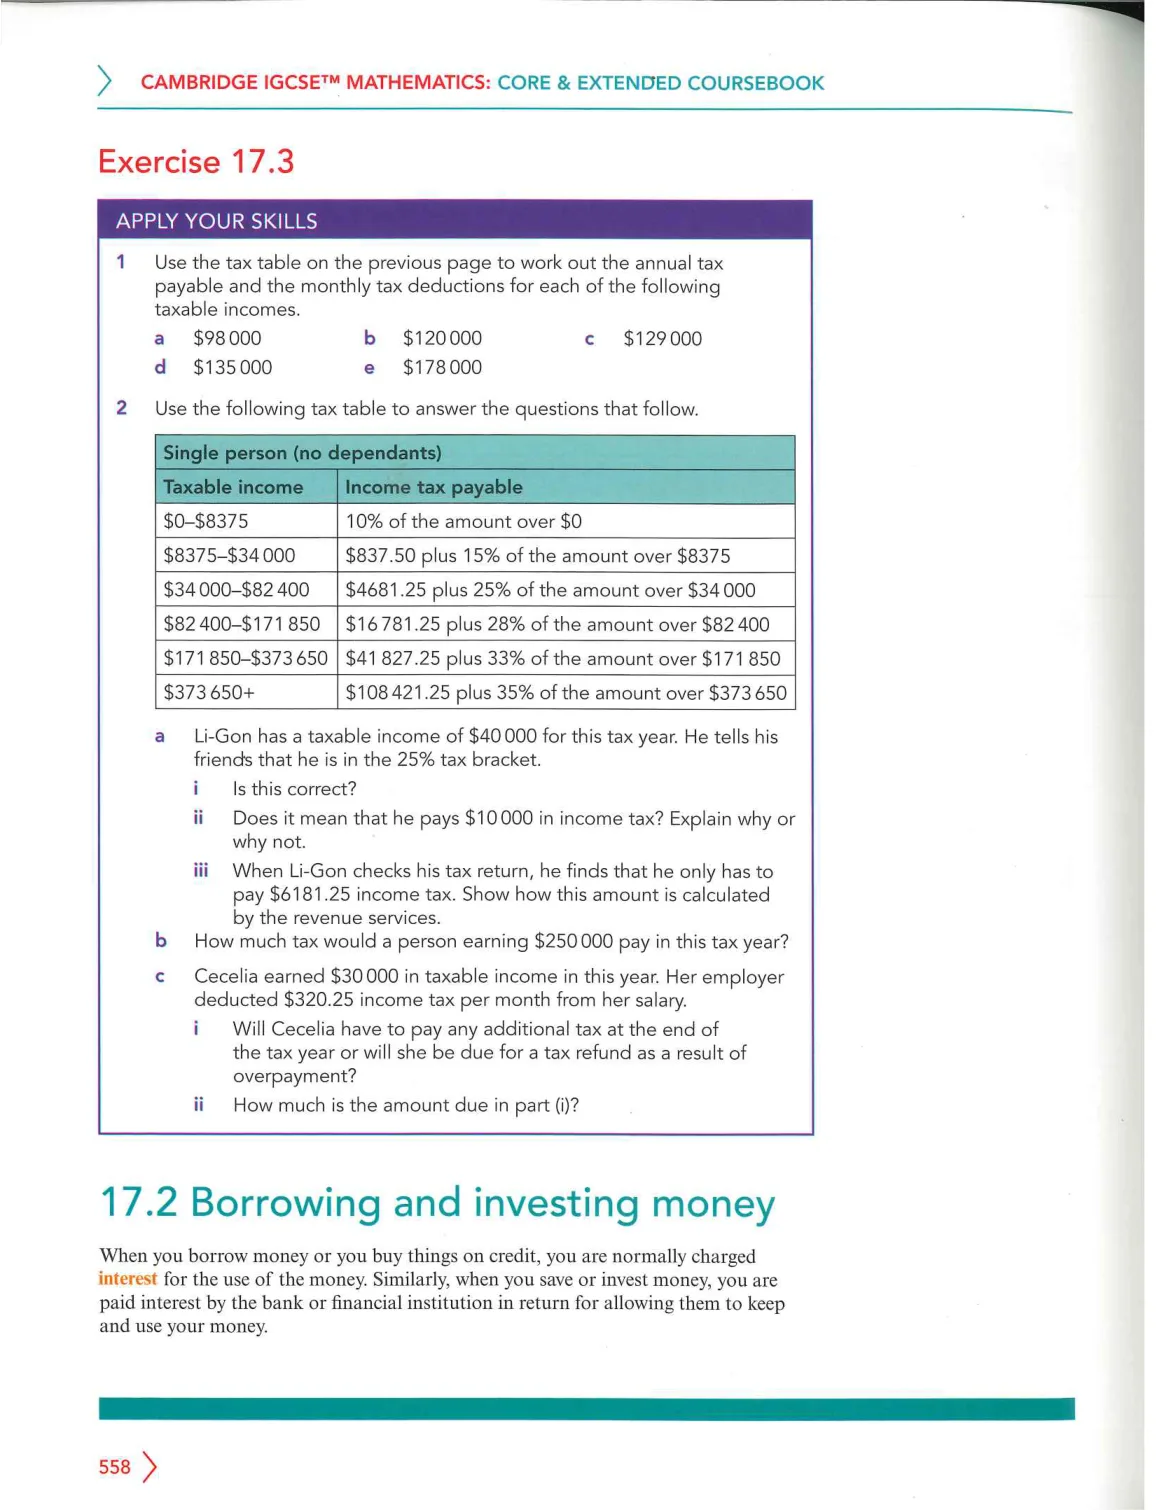 CAMBRIDGE IGCSE™ MATHEMATICS: CORE & EXTENDED COURSEBOOK
Exercise 17.3
APPLY YOUR SKILLS
1 Use the tax table on the previous page to work out the annual tax
payable and the monthly tax deductions for each of the following
taxable incomes.
a $98 000 b $120 000 c $129 000
d $135 000 e $178 000
2 Use the following tax table to answer the questions that follow.
Single person (no dependants)
Taxable income Income tax payable
$0–$8375 10% of the amount over $0
$8375–$34 000 $837.50 plus 15% of the amount over $8375
$34 000–$82 400 $4681.25 plus 25% of the amount over $34 000
$82 400–$171 850 $16 781.25 plus 28% of the amount over $82 400
$171 850–$373 650 $41 827.25 plus 33% of the amount over $171 850
$373 650+ $108 421.25 plus 35% of the amount over $373 650
a Li-Gon has a taxable income of $40 000 for this tax year. He tells his
friends that he is in the 25% tax bracket.
i Is this correct?
ii Does it mean that he pays $10 000 in income tax? Explain why or
why not.
iii When Li-Gon checks his tax return, he finds that he only has to
pay $6181.25 income tax. Show how this amount is calculated
by the revenue services.
b How much tax would a person earning $250 000 pay in this tax year?
c Cecelia earned $30 000 in taxable income in this year. Her employer
deducted $320.25 income tax per month from her salary.
i Will Cecelia have to pay any additional tax at the end of
the tax year or will she be due for a tax refund as a result of
overpayment?
ii How much is the amount due in part (i)?
17.2 Borrowing and investing money
When you borrow money or you buy things on credit, you are normally charged
interest for the use of the money. Similarly, when you save or invest money, you are
paid interest by the bank or financial institution in return for allowing them to keep
and use your money.
558